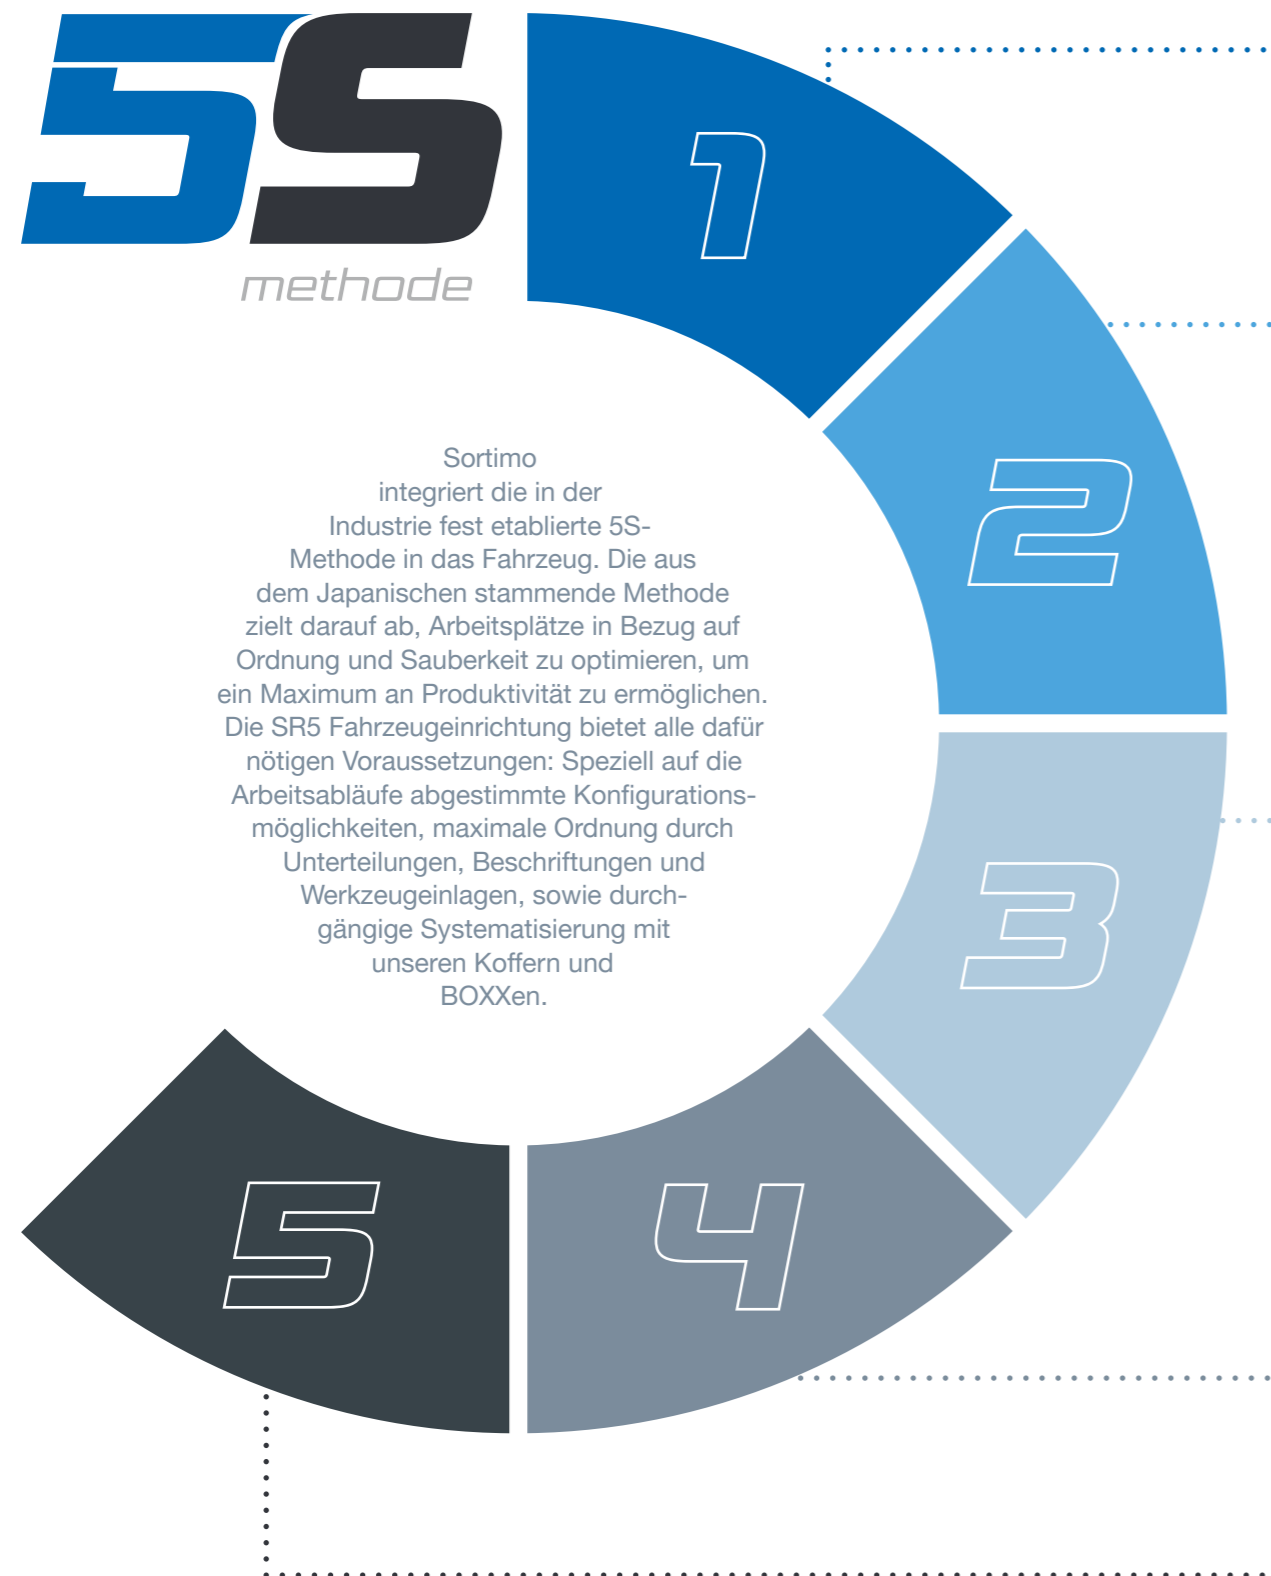 5S
methode
1
2
Sortimo
integriert die in der
Industrie fest etablierte 5S-
Methode in das Fahrzeug. Die aus
dem Japanischen stammende Methode
zielt darauf ab, Arbeitsplätze in Bezug auf
Ordnung und Sauberkeit zu optimieren, um
ein Maximum an Produktivität zu ermöglichen.
Die SR5 Fahrzeugeinrichtung bietet alle dafür
nötigen Voraussetzungen: Speziell auf die
Arbeitsabläufe abgestimmte Konfigurations-
möglichkeiten, maximale Ordnung durch
Unterteilungen, Beschriftungen und
Werkzeugeinlagen, sowie durch-
gängige Systematisierung mit
unseren Koffern und
BOXXen.
3
4
5